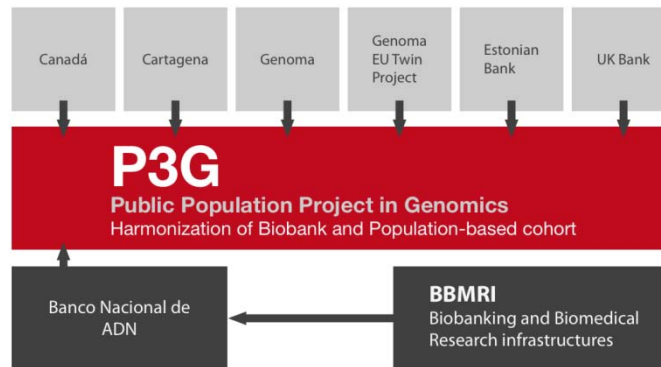 Canadá
Cartagena
Genoma
Genoma
EU Twin
Project
Estonian
Bank
UK Bank
P3G
Public Population Project in Genomics
Harmonization of Biobank and Population-based cohort
Banco Nacional de
ADN
BBMRI
Biobanking and Biomedical
Research infrastructures